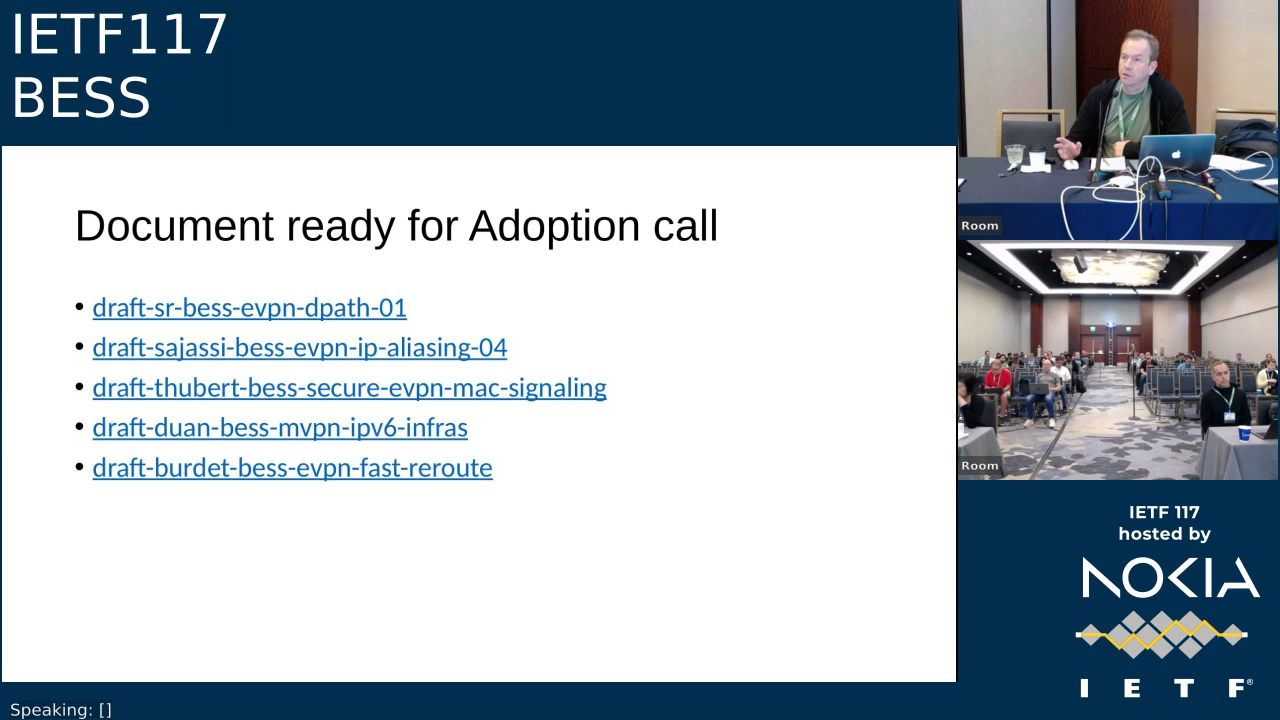 IETF117
BESS
Document ready for Adoption call
• draft-sr-bess-evpn-dpath-01
• draft-sajassi-bess-evpn-ip-aliasing-04
• draft-thubert-bess-secure-evpn-mac-signaling
• draft-duan-bess-mvpn-ipv6-infras
• draft-burdet-bess-evpn-fast-reroute
Room
Room
IETF 117
hosted by
NOKIA
I E T F®
Speaking: []